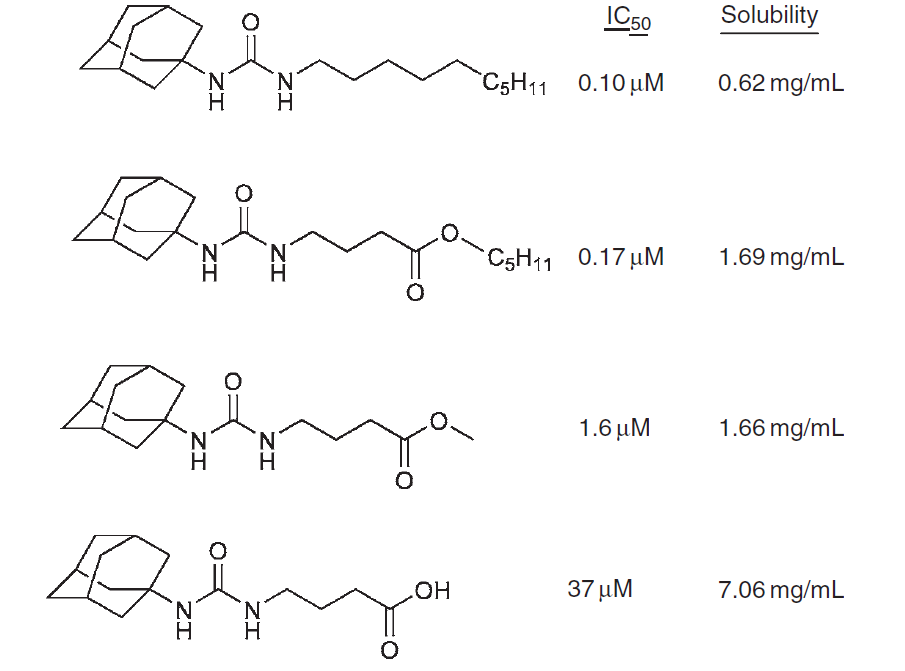 IC50 Solubility
O
N H N H C5H11 0.10 µM 0.62 mg/mL
O
N H N H O O C5H11 0.17 µM 1.69 mg/mL
O
N H N H O O 1.6 µM 1.66 mg/mL
O
N H N H OH O 37 µM 7.06 mg/mL